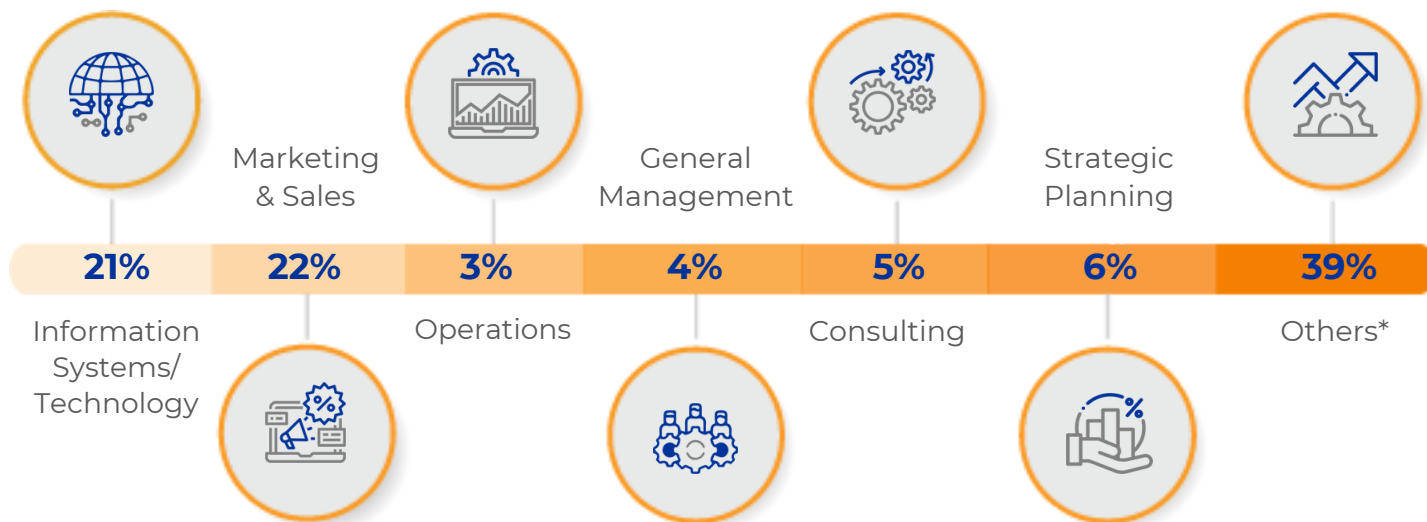 Marketing
& Sales
General
Management
Strategic
Planning
21%
22%
3%
4%
5%
6%
39%
Information
Systems/
Technology
Operations
Consulting
Others*
%
%